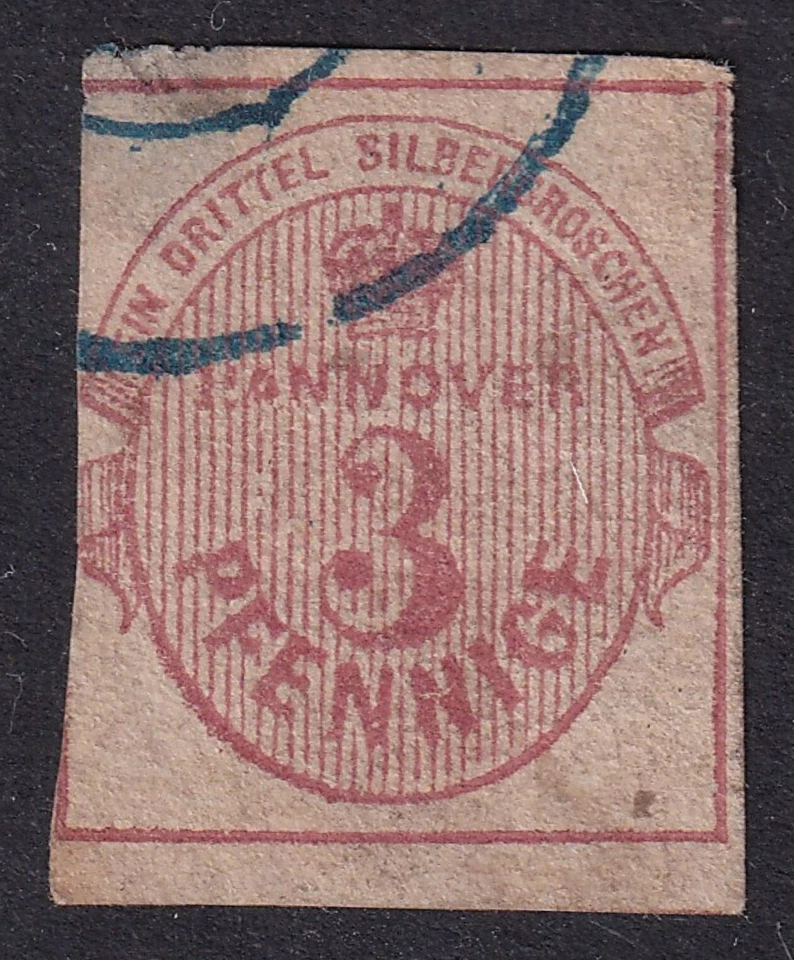 EIN DRITTEL SILBERGROSCHEN
HANNOVER
3
PFENNIGE